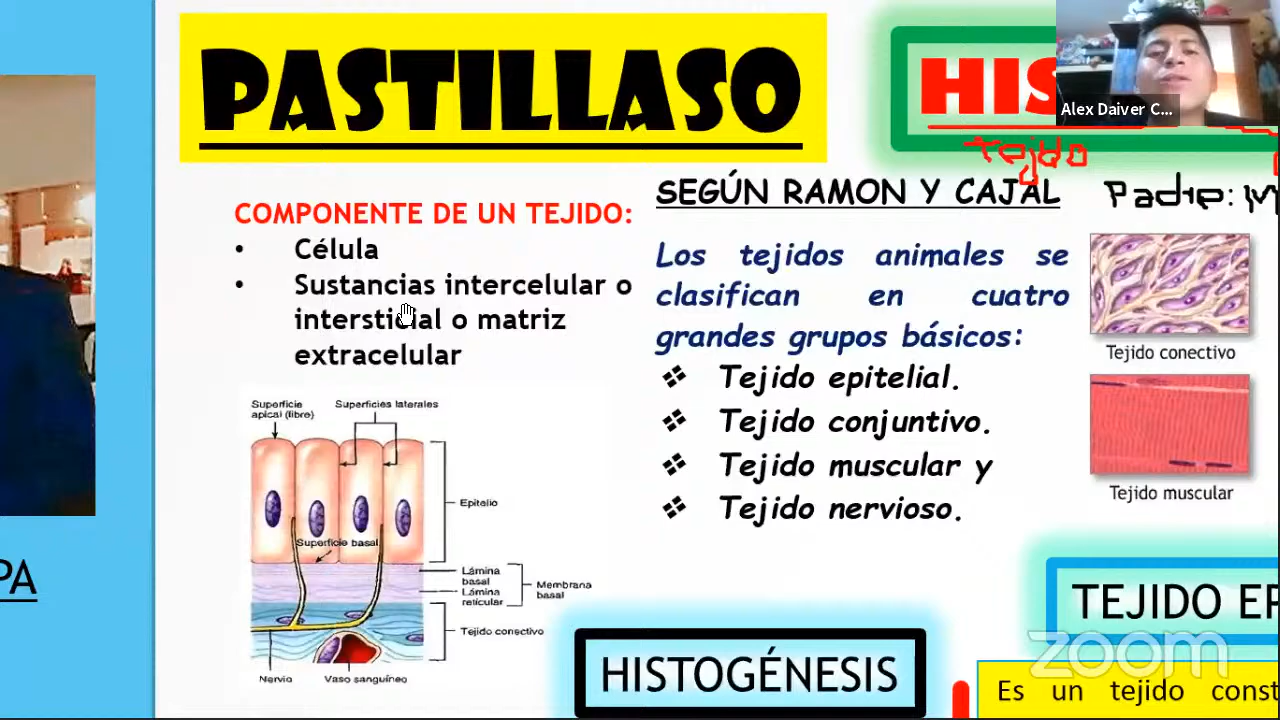 PASTILLASO
HIS
Alex Daiver C...
tejido
COMPONENTE DE UN TEJIDO:
• Célula
• Sustancias intercelular o
intersticial o matriz
extracelular
SEGÚN RAMON Y CAJAL
Los tejidos animales se
clasifican en cuatro
grandes grupos básicos:
❖ Tejido epitelial.
❖ Tejido conjuntivo.
❖ Tejido muscular y
❖ Tejido nervioso.
Padre:
Tejido conectivo
Tejido muscular
Superficie
apical (libre)
Superficies laterales
Epitelio
Superficie basal
Lámina
basal
Lámina
reticular
Membrana
basal
Tejido conectivo
Nervio
Vaso sanguíneo
PA
HISTOGÉNESIS
TEJIDO EP
zoom
Es un tejido const